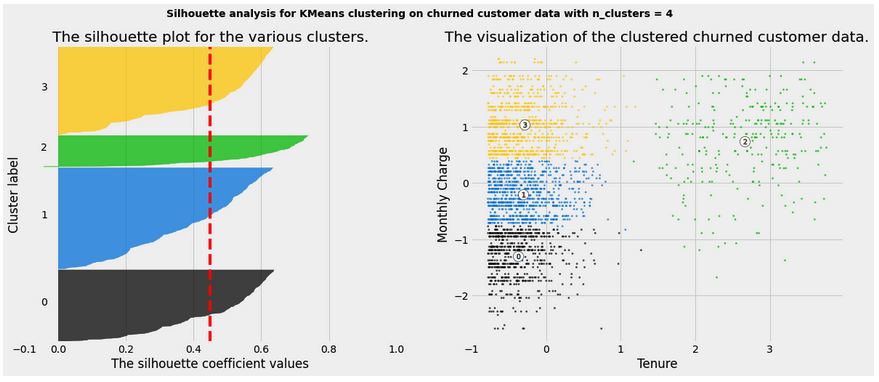 Silhouette analysis for KMeans clustering on churned customer data with n_clusters = 4
The silhouette plot for the various clusters.
3
2
1
0
Cluster label
−0.1 0.0 0.2 0.4 0.6 0.8 1.0
The silhouette coefficient values
The visualization of the clustered churned customer data.
2
1
0
−1
−2
Monthly Charge
3
2
1
0
−1 0 1 2 3
Tenure